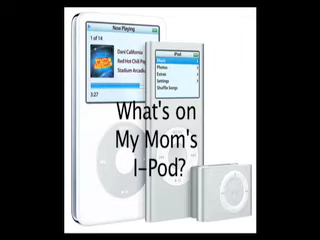 Now Playing
1 of 14
Dani California
Red Hot Chili Pep
Stadium Arcadiu
3:27
iPod
Music
Photos
Extras
Settings
Shuffle Songs
What's on
My Mom's
I-Pod?